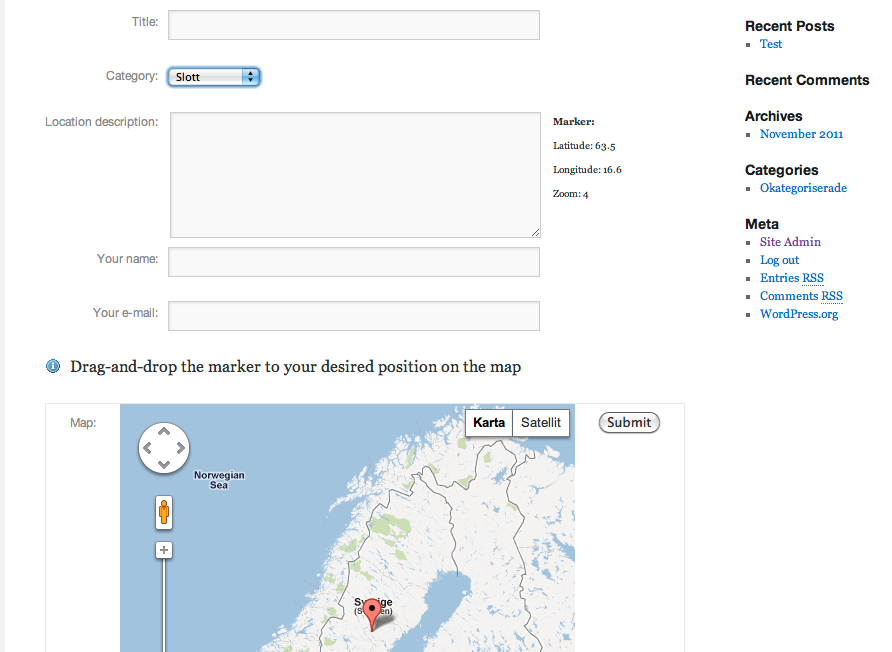 Title:
Category:
Slott
Location description:
Marker:
Latitude: 63.5
Longitude: 16.6
Zoom: 4
Your name:
Your e-mail:
Drag-and-drop the marker to your desired position on the map
Map:
Karta
Satellit
Submit
Norwegian
Sea
Recent Posts
Test
Recent Comments
Archives
November 2011
Categories
Okategoriserade
Meta
Site Admin
Log out
Entries RSS
Comments RSS
WordPress.org